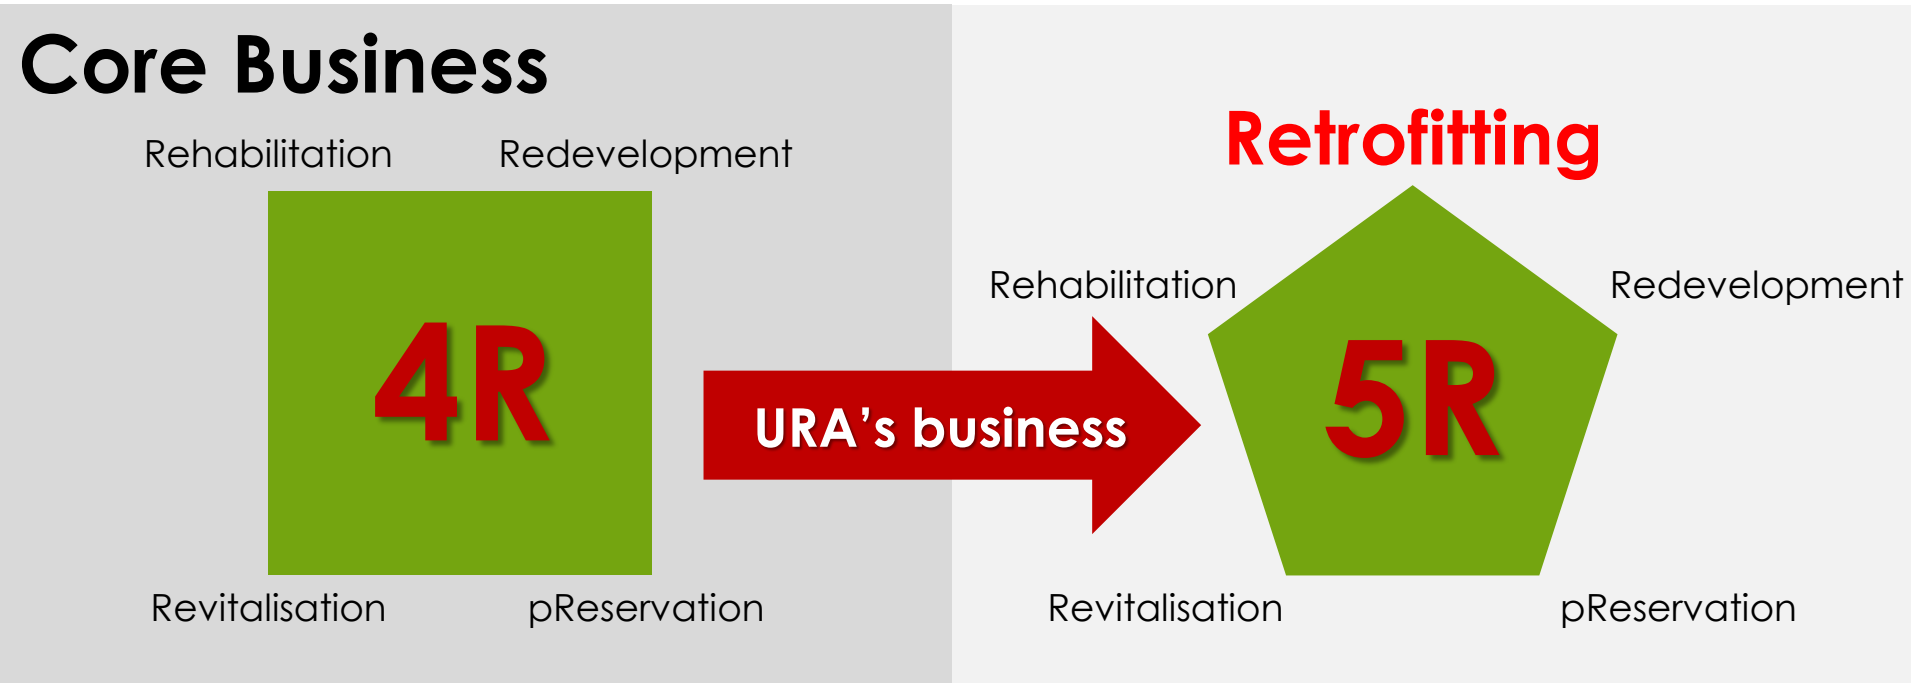 Core Business
Rehabilitation
Redevelopment
4R
Revitalisation
pReservation
URA's business
Retrofitting
Rehabilitation
Redevelopment
5R
Revitalisation
pReservation